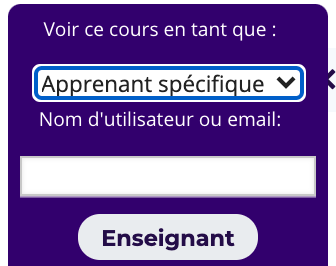 Voir ce cours en tant que :
Apprenant spécifique
Nom d'utilisateur ou email:
Enseignant